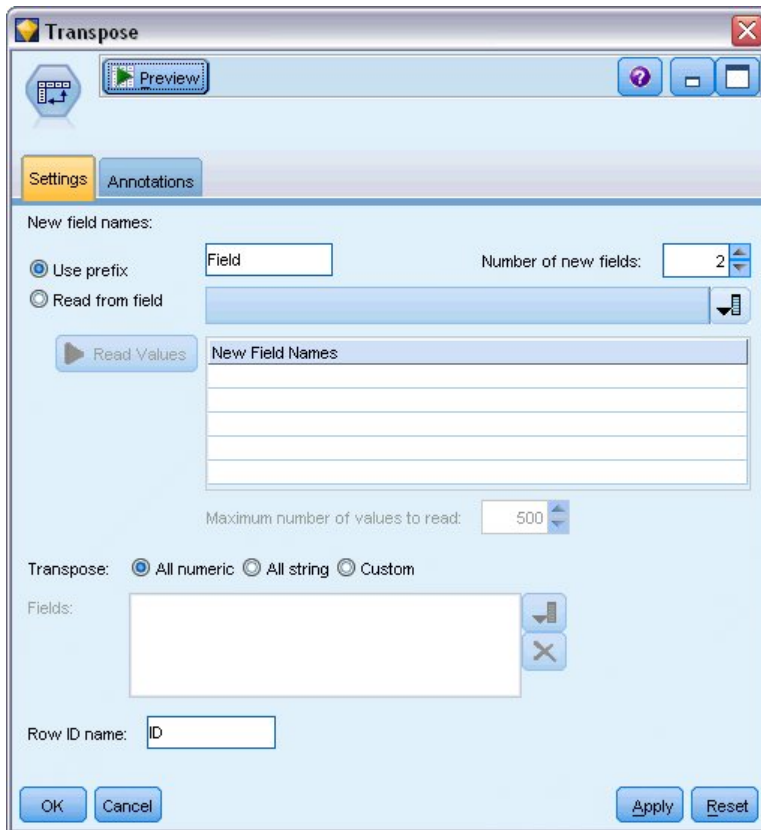 Transpose
Preview
Settings Annotations
New field names:
Use prefix Field Number of new fields: 2
Read from field
Read Values New Field Names
Maximum number of values to read: 500
Transpose: All numeric All string Custom
Fields:
Row ID name: ID
OK Cancel Apply Reset